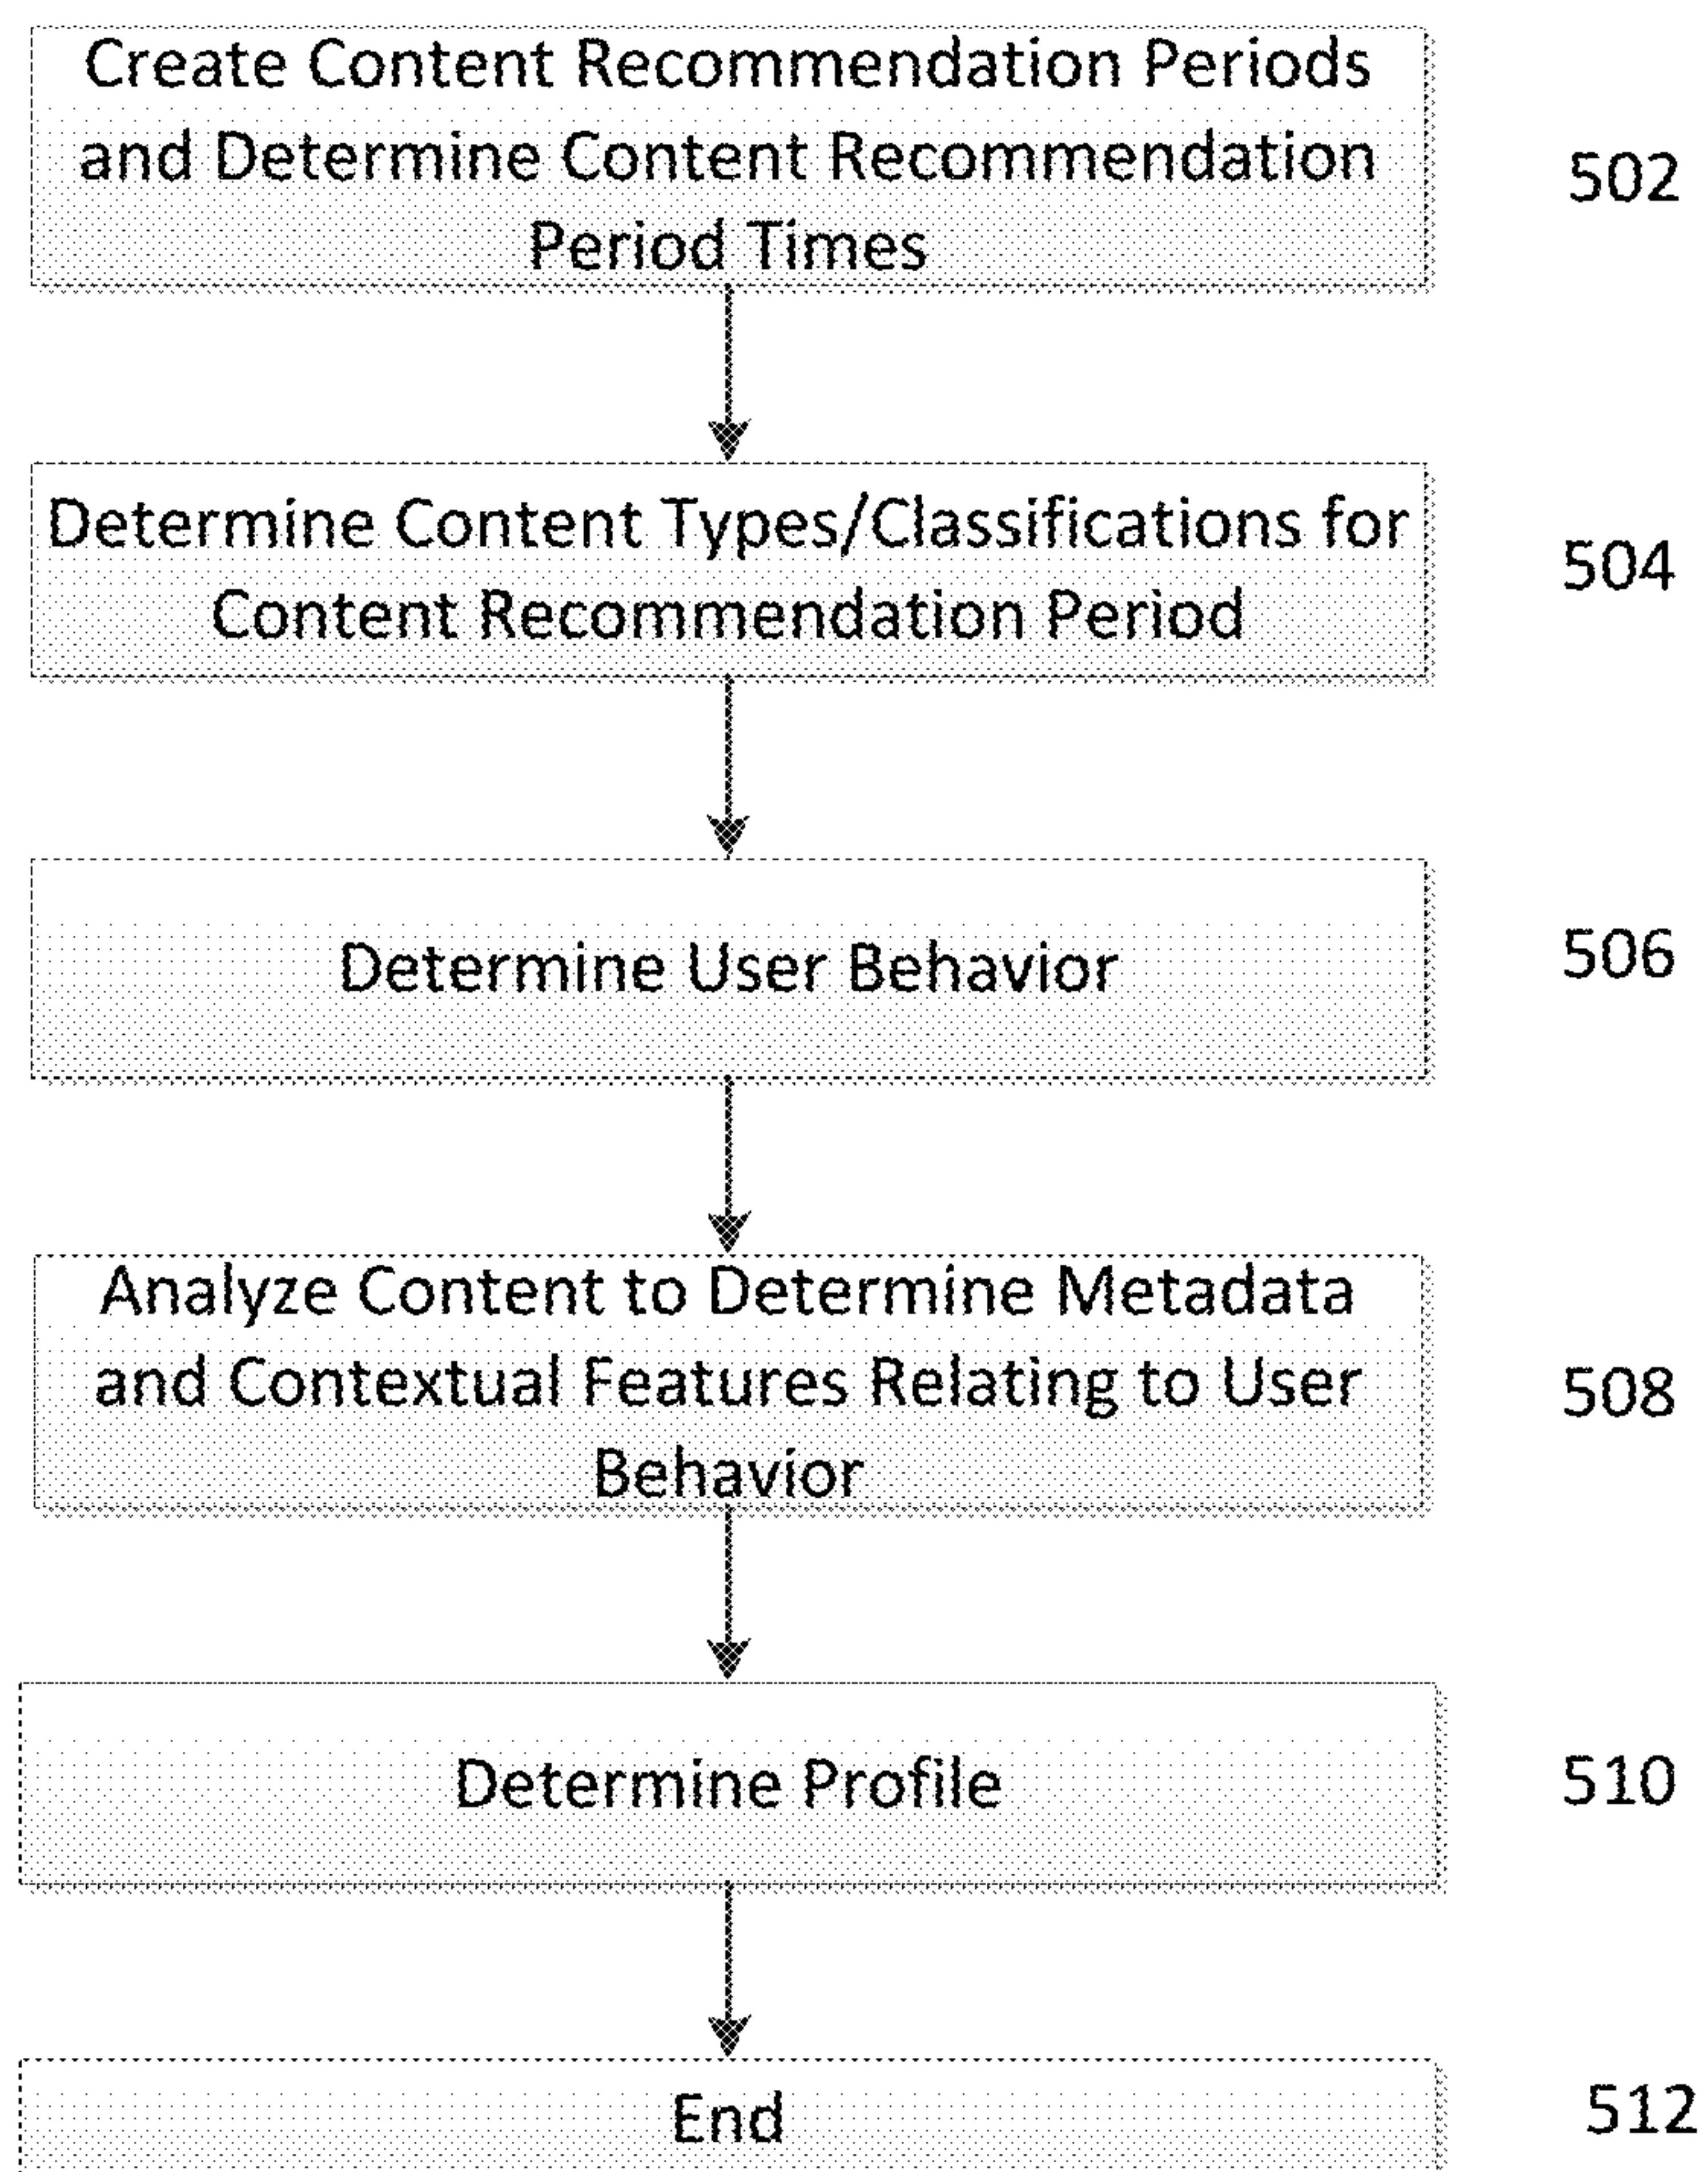 Create Content Recommendation Periods
and Determine Content Recommendation
Period Times
502
Determine Content Types/Classifications for
Content Recommendation Period
504
Determine User Behavior
506
Analyze Content to Determine Metadata
and Contextual Features Relating to User
Behavior
508
Determine Profile
510
End
512